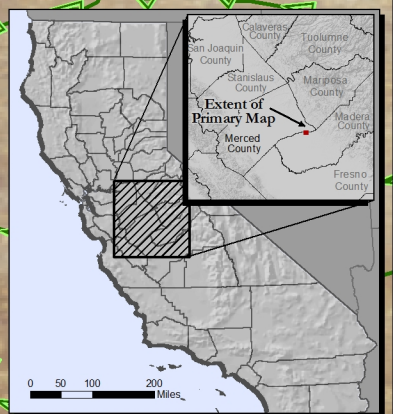 Calaveras
County
Tuolumne
County
San Joaquin
County
Stanislaus
County
Mariposa
County
Extent of
Primary Map
Madera
County
Merced
County
Fresno
County
0 50 100 200
Miles